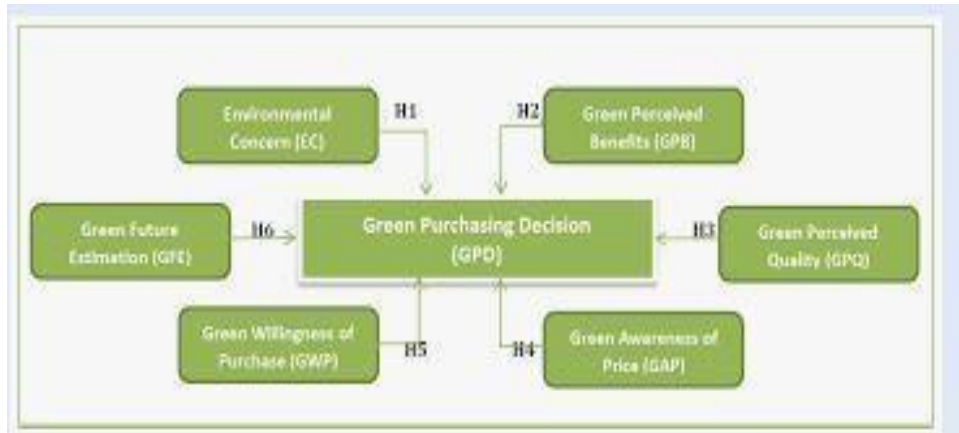 Environmental
Concern (EC)
H1
H2
Green Perceived
Benefits (GPB)
Green Future
Estimation (GFE)
H6
Green Purchasing Decision
(GPD)
H3
Green Perceived
Quality (GPQ)
Green Willingness of
Purchase (GWP)
H5
H4
Green Awareness of
Price (GAP)